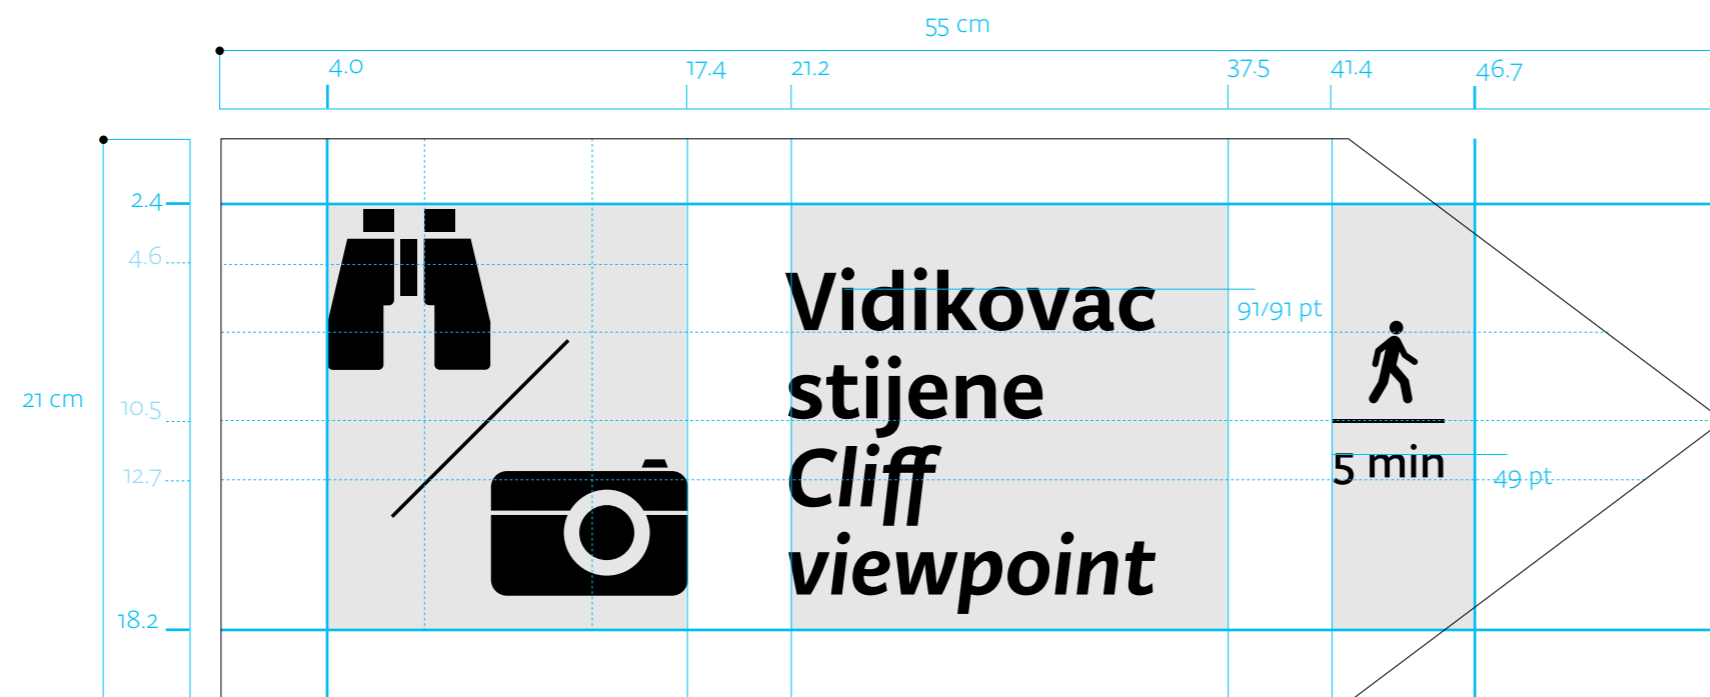 55 cm
4.0 17.4 21.2 37.5 41.4 46.7
2.4
4.6
10.5
12.7
18.2
21 cm
Vidikovac
stijene
Cliff
viewpoint
91/91 pt
5 min
49 pt